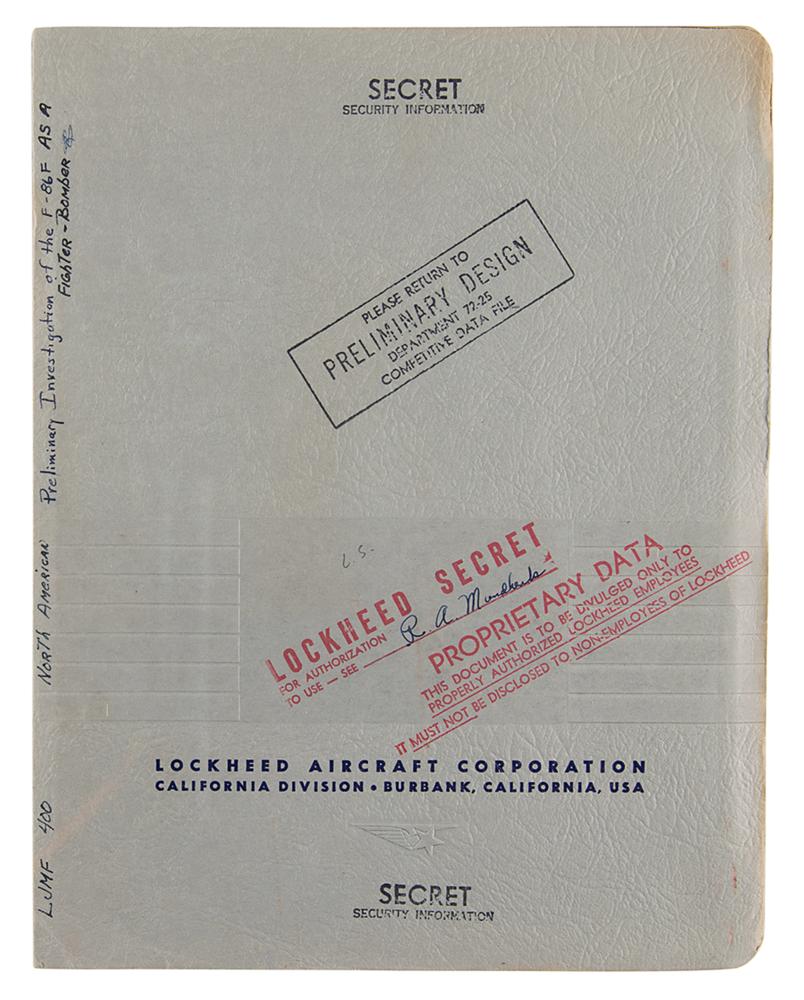 SECRET
SECURITY INFORMATION
PLEASE RETURN TO
PRELIMINARY DESIGN
DEPARTMENT 72-25
COMPETITIVE DATA FILE
L.S.
LOCKHEED SECRET
FOR AUTHORIZATION
TO USE — SEE
R. A.
PROPRIETARY DATA
THIS DOCUMENT IS TO BE DIVULGED ONLY TO
PROPERLY AUTHORIZED LOCKHEED EMPLOYEES
IT MUST NOT BE DISCLOSED TO NON-EMPLOYEES OF LOCKHEED
LOCKHEED AIRCRAFT CORPORATION
CALIFORNIA DIVISION • BURBANK, CALIFORNIA, USA
SECRET
SECURITY INFORMATION
LJMF 400 North American Preliminary Investigation of the F-86F AS A
Fighter-Bomber